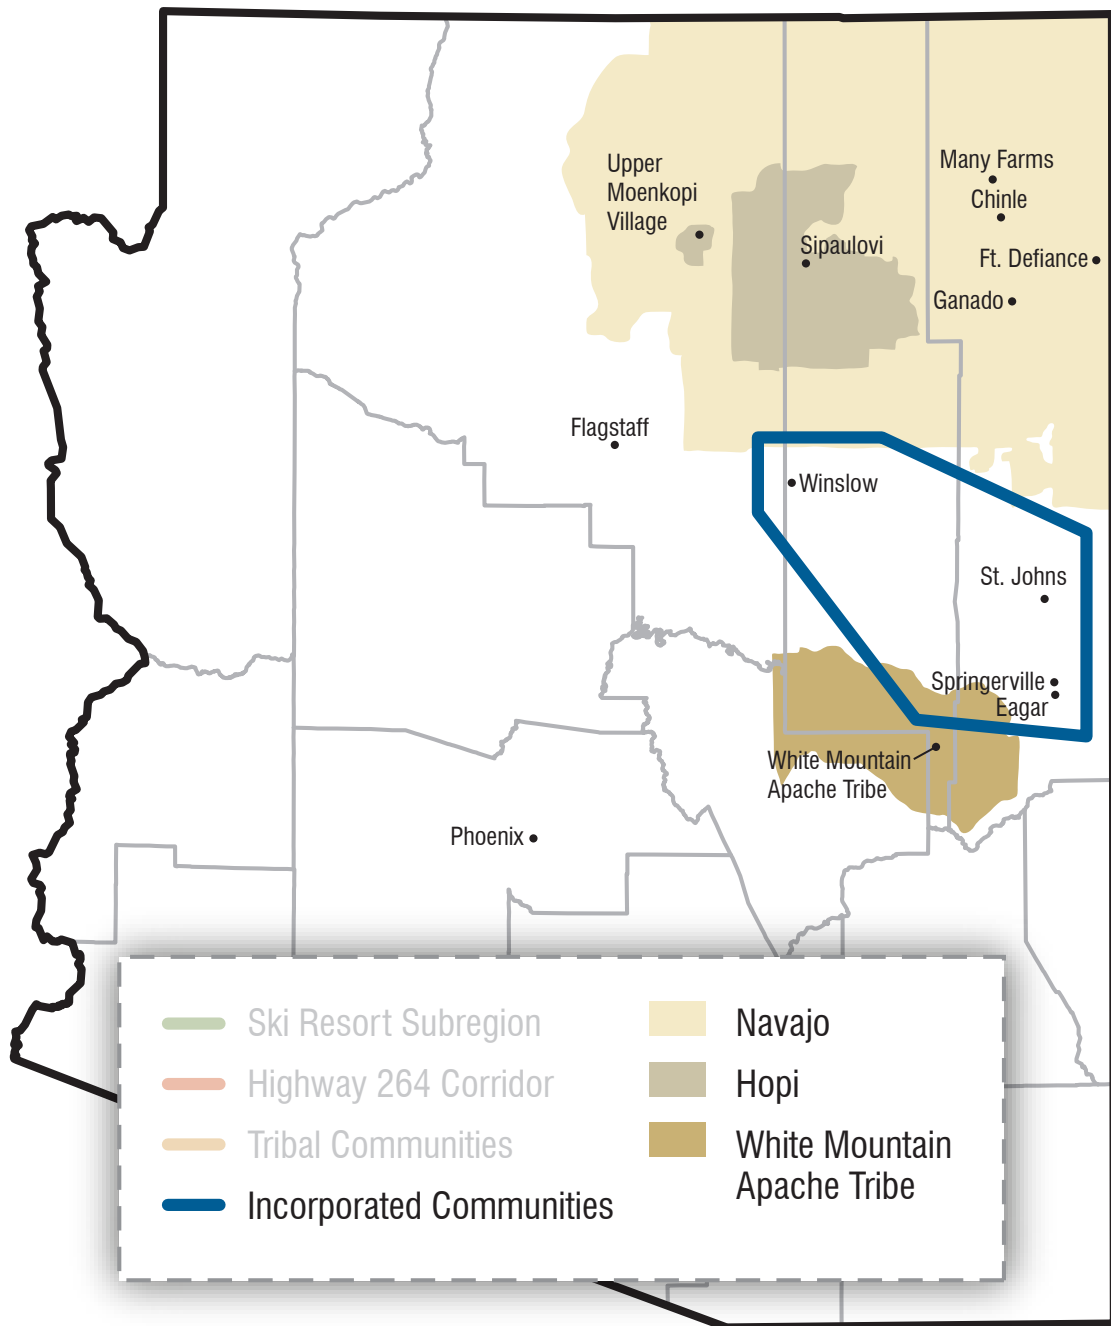 Upper
Moenkopi
Village
Many Farms
Chinle
Sipaulovi
Ft. Defiance
Ganado
Flagstaff
Winslow
St. Johns
Springerville
Eagar
White Mountain
Apache Tribe
Phoenix
Ski Resort Subregion
Highway 264 Corridor
Tribal Communities
Incorporated Communities
Navajo
Hopi
White Mountain
Apache Tribe